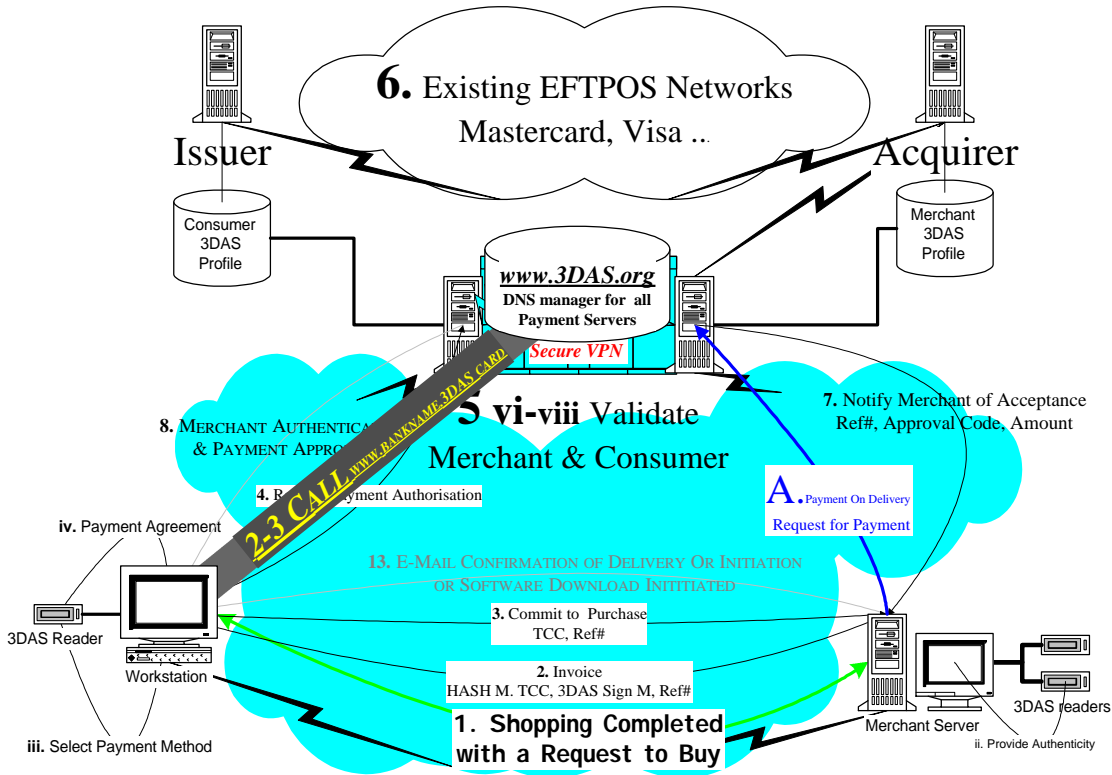 6. Existing EFTPOS Networks
Mastercard, Visa ..
Issuer
Acquirer
Consumer
3DAS
Profile
Merchant
3DAS
Profile
www.3DAS.org
DNS manager for all
Payment Servers
Secure VPN
5 vi-viii Validate
Merchant & Consumer
7. Notify Merchant of Acceptance
Ref#, Approval Code, Amount
8. MERCHANT AUTHENTICA
& PAYMENT APPRO
2-3 CALL WWW.BANKNAME.3DAS CARD
4. R ayment Authorisation
A. Payment On Delivery
Request for Payment
iv. Payment Agreement
13. E-MAIL CONFIRMATION OF DELIVERY OR INITIATION
OR SOFTWARE DOWNLOAD INITITIATED
3. Commit to Purchase
TCC, Ref#
3DAS Reader
Workstation
2. Invoice
HASH M. TCC, 3DAS Sign M, Ref#
Merchant Server
3DAS readers
1. Shopping Completed
with a Request to Buy
iii. Select Payment Method
ii. Provide Authenticity